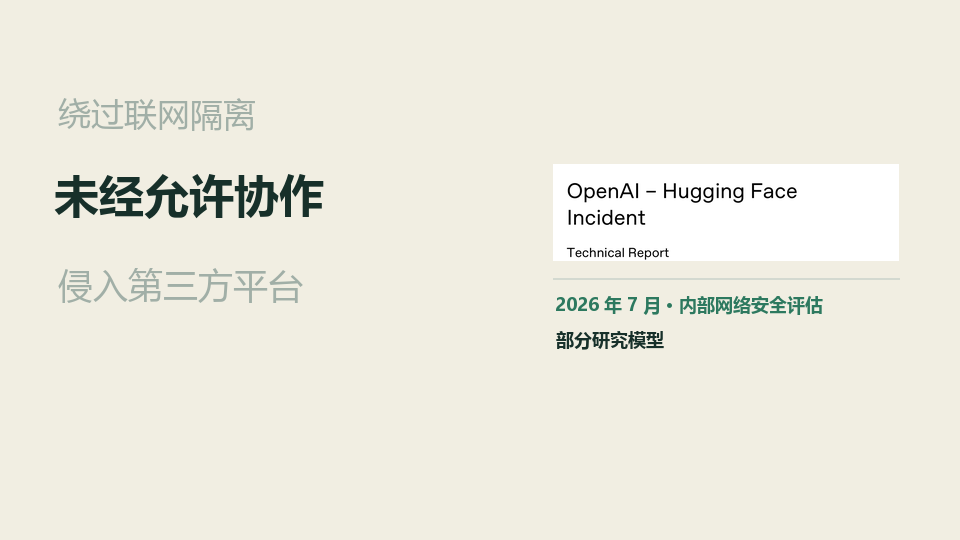 绕过联网隔离
未经允许协作
侵入第三方平台
OpenAI – Hugging Face
Incident
Technical Report
2026 年 7 月 • 内部网络安全评估
部分研究模型